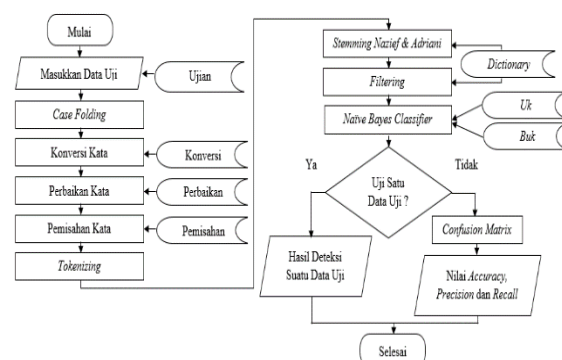 Mulai
Masukkan Data Uji
Ujian
Case Folding
Konversi Kata
Konversi
Perbaikan Kata
Perbaikan
Pemisahan Kata
Pemisahan
Tokenizing
Stemming Nazief & Adriani
Dictionary
Filtering
Naïve Bayes Classifier
Uk
Buk
Ya
Tidak
Uji Satu
Data Uji ?
Hasil Deteksi
Suatu Data Uji
Confusion Matrix
Nilai Accuracy,
Precision dan Recall
Selesai